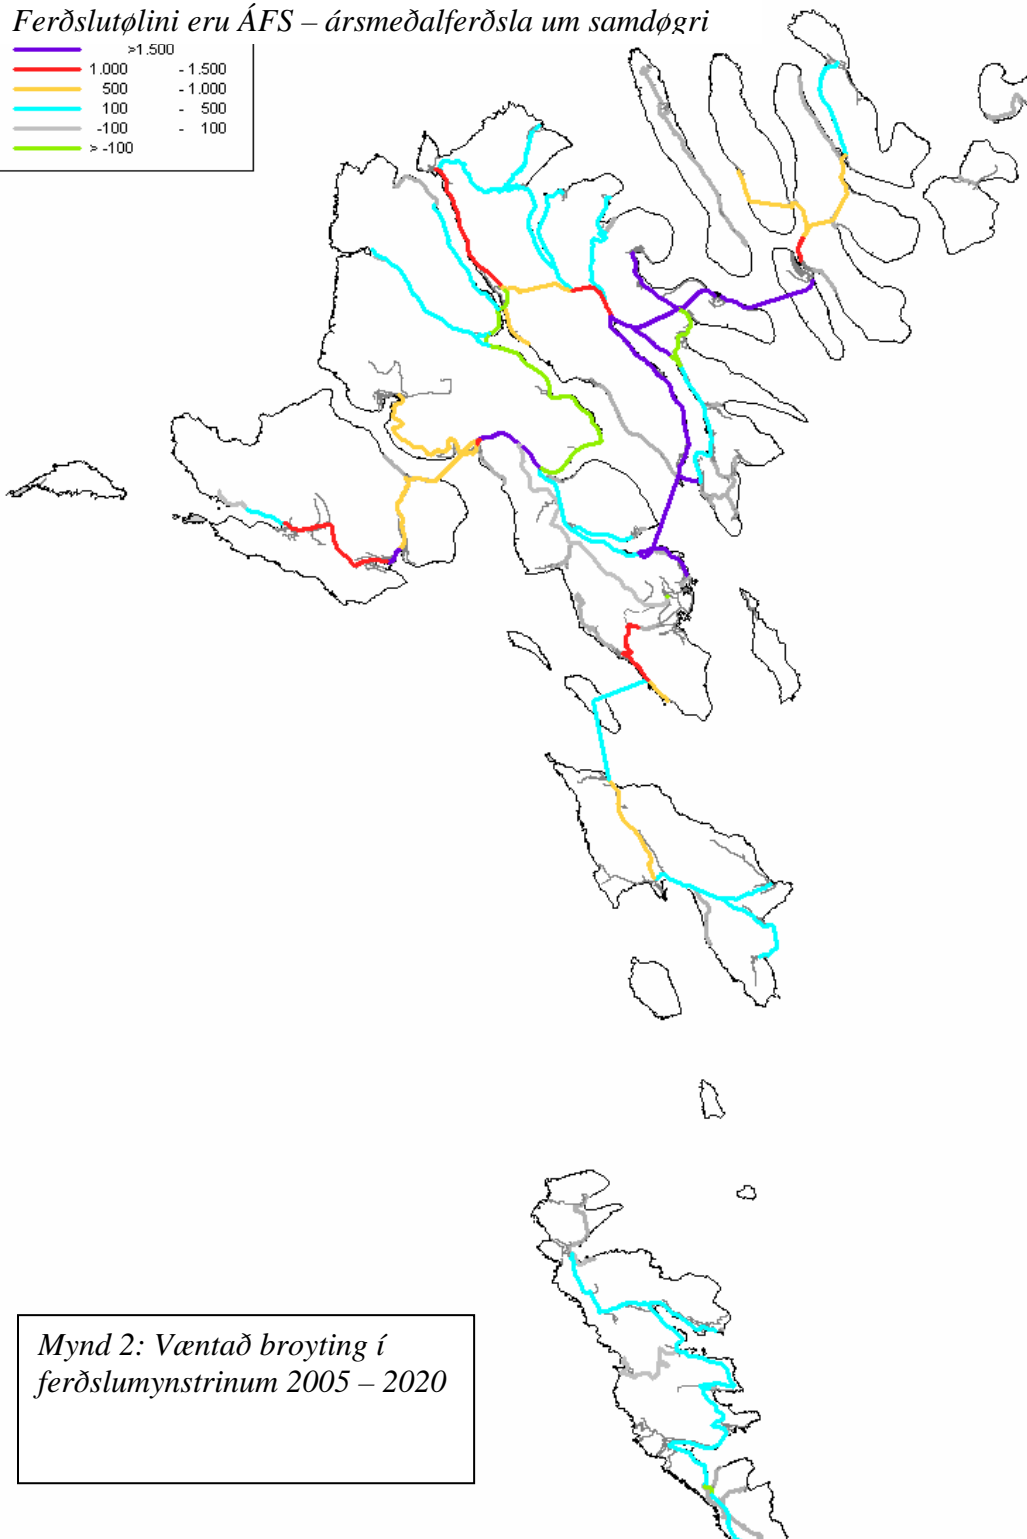 Ferðslutølini eru ÁFS – ársmeðalferðsla um samdøgri
>1.500
1.000 - 1.500
500 - 1.000
100 - 500
-100 - 100
> -100
Mynd 2: Væntað broyting í
ferðslumynstrinum 2005 – 2020